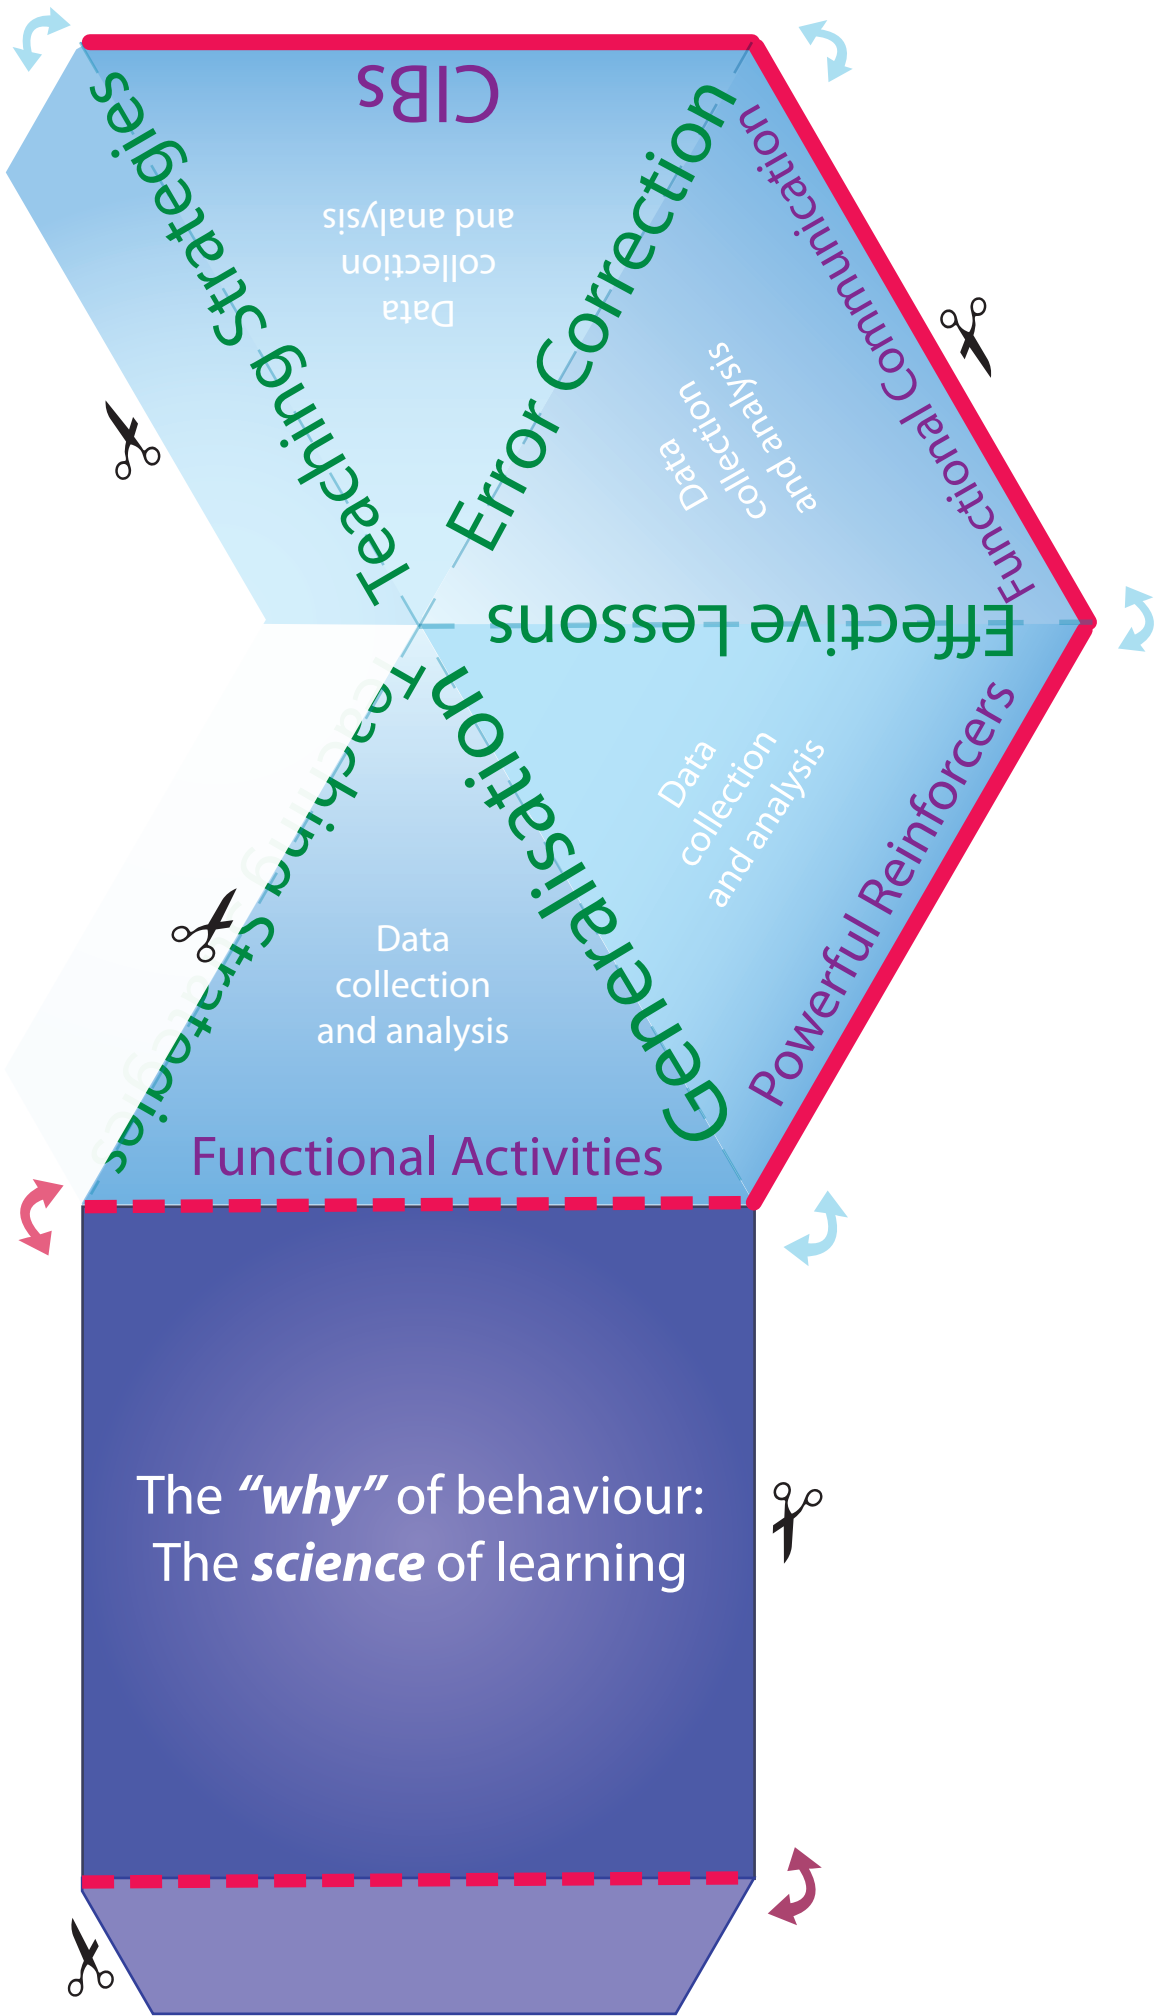 CIBs
Data
collection
and analysis
Teaching Strategies
Error Correction
Functional Communication
Data
collection
and analysis
Effective Lessons
Data
collection
and analysis
Powerful Reinforcers
Generalisation
Teaching Strategies
Data
collection
and analysis
Functional Activities
The “why” of behaviour:
The science of learning